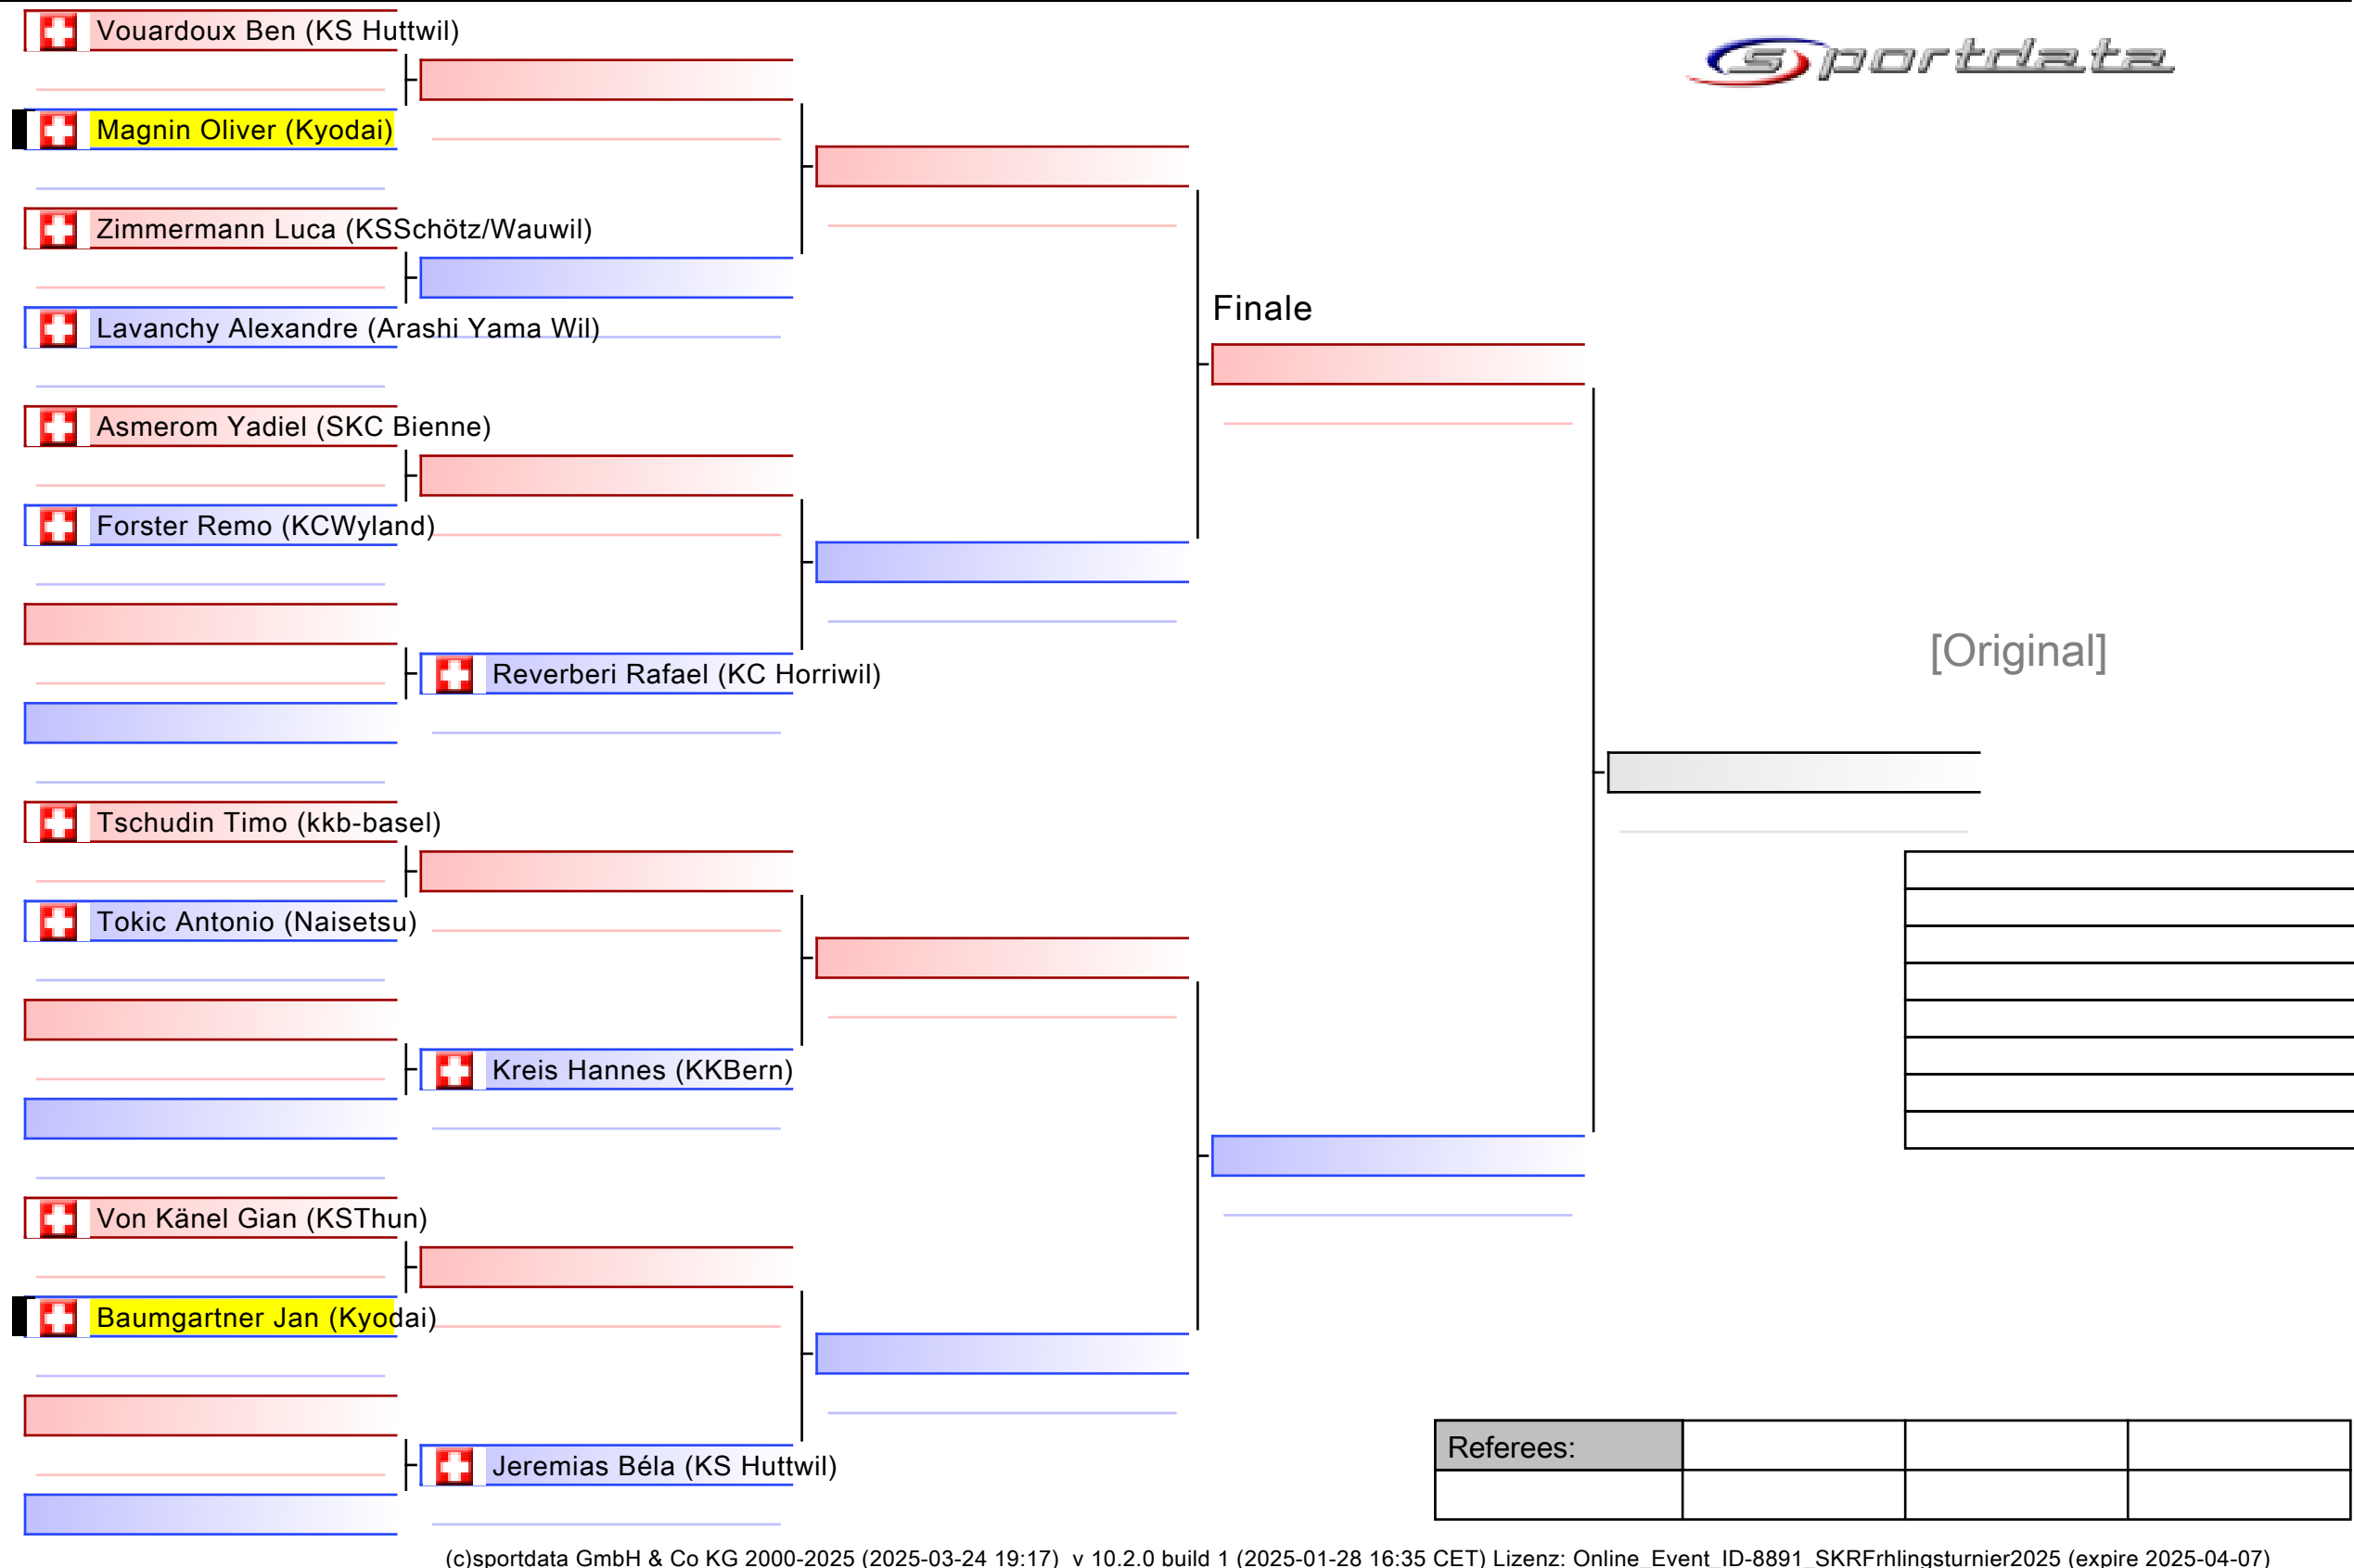 Vouardoux Ben (KS Huttwil)
sportdata
Magnin Oliver (Kyodai)
Zimmermann Luca (KSSchötz/Wauwil)
Lavanchy Alexandre (Arashi Yama Wil)
Finale
Asmerom Yadiel (SKC Bienne)
Forster Remo (KCWyland)
Reverberi Rafael (KC Horriwil)
[Original]
Tschudin Timo (kkb-basel)
Tokic Antonio (Naisetsu)
Kreis Hannes (KKBern)
Von Känel Gian (KSThun)
Baumgartner Jan (Kyodai)
Jeremias Béla (KS Huttwil)
Referees:
(c)sportdata GmbH & Co KG 2000-2025 (2025-03-24 19:17) v 10.2.0 build 1 (2025-01-28 16:35 CET) Lizenz: Online_Event_ID-8891_SKRFrhlingsturnier2025 (expire 2025-04-07)